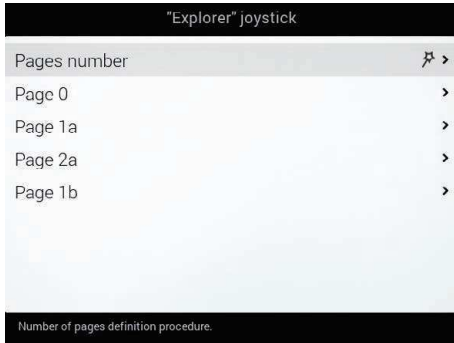 "Explorer" joystick
Pages number
Page 0
Page 1a
Page 2a
Page 1b
Number of pages definition procedure.